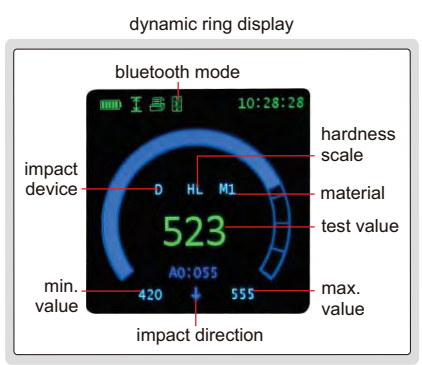 dynamic ring display
bluetooth mode
10:28:28
hardness
scale
impact
device
D HL M1
material
523
test value
A0:055
min.
value
420
555
max.
value
impact direction